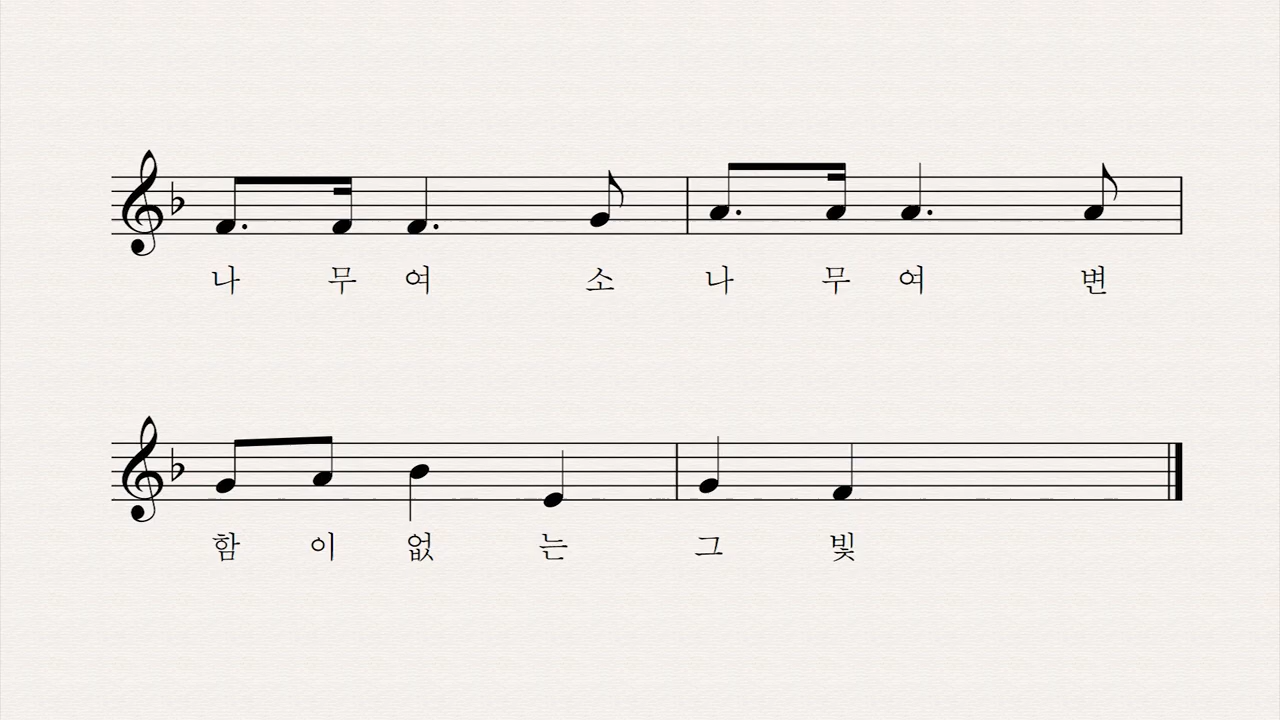 나 무 여 소 나 무 여 변
함 이 없 는 그 빛